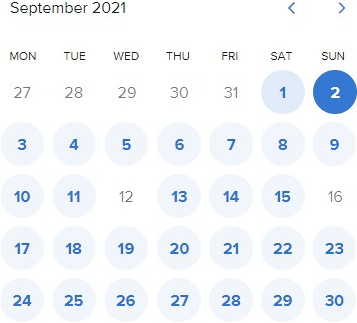 September 2021
MON TUE WED THU FRI SAT SUN
27 28 29 30 31 1 2
3 4 5 6 7 8 9
10 11 12 13 14 15 16
17 18 19 20 21 22 23
24 25 26 27 28 29 30